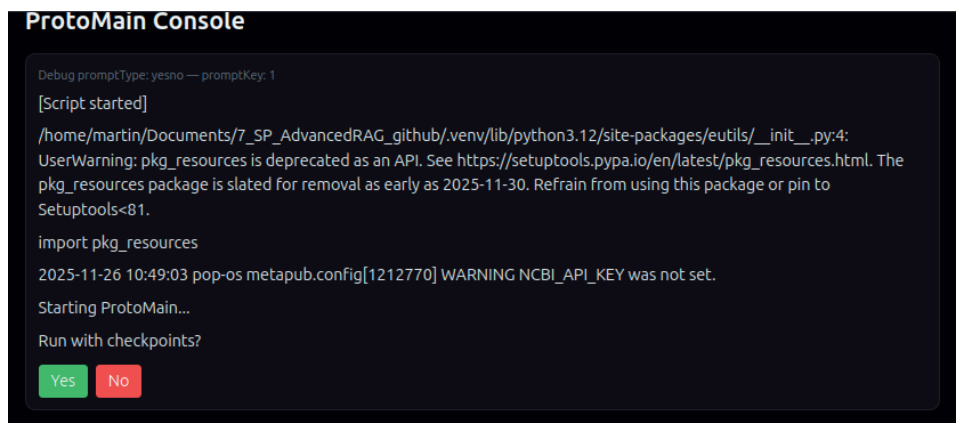 ProtoMain Console
Debug promptType: yesno — promptKey: 1
[Script started]
/home/martin/Documents/7_SP_AdvancedRAG_github/.venv/lib/python3.12/site-packages/eutils/__init__.py:4:
UserWarning: pkg_resources is deprecated as an API. See https://setuptools.pypa.io/en/latest/pkg_resources.html. The
pkg_resources package is slated for removal as early as 2025-11-30. Refrain from using this package or pin to
Setuptools<81.
import pkg_resources
2025-11-26 10:49:03 pop-os metapub.config[1212770] WARNING NCBI_API_KEY was not set.
Starting ProtoMain...
Run with checkpoints?
Yes No